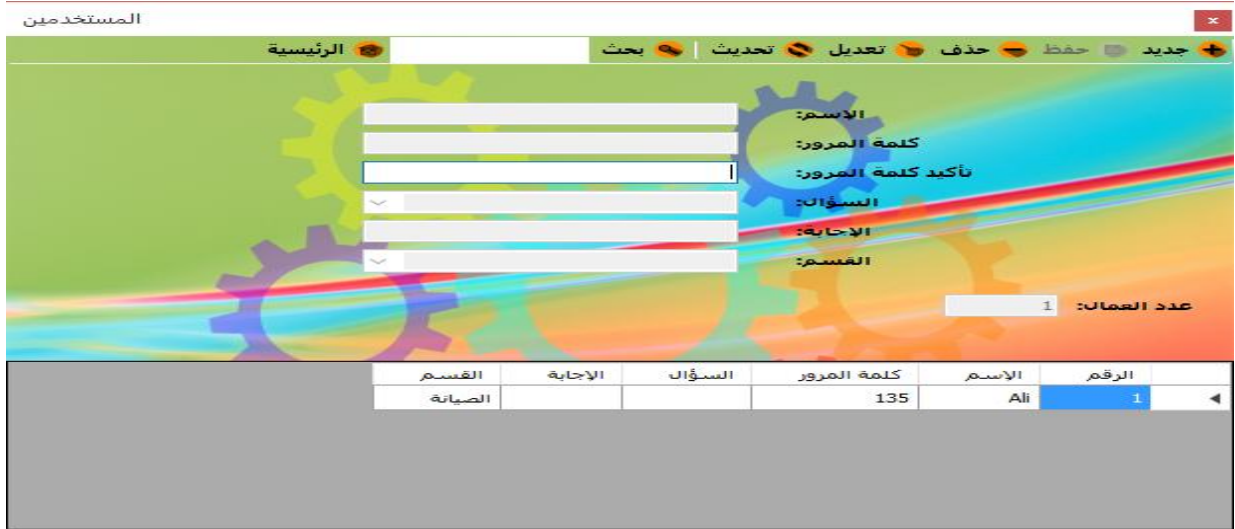 المستخدمين
جديد حفظ حذف تعديل تحديث بحث الرئيسية
الاسم:
كلمة المرور:
تأكيد كلمة المرور:
السؤال:
الإجابة:
القسم:
عدد العمال: 1
الرقم الإسم كلمة المرور السؤال الإجابة القسم
1 Ali 135 الصيانة